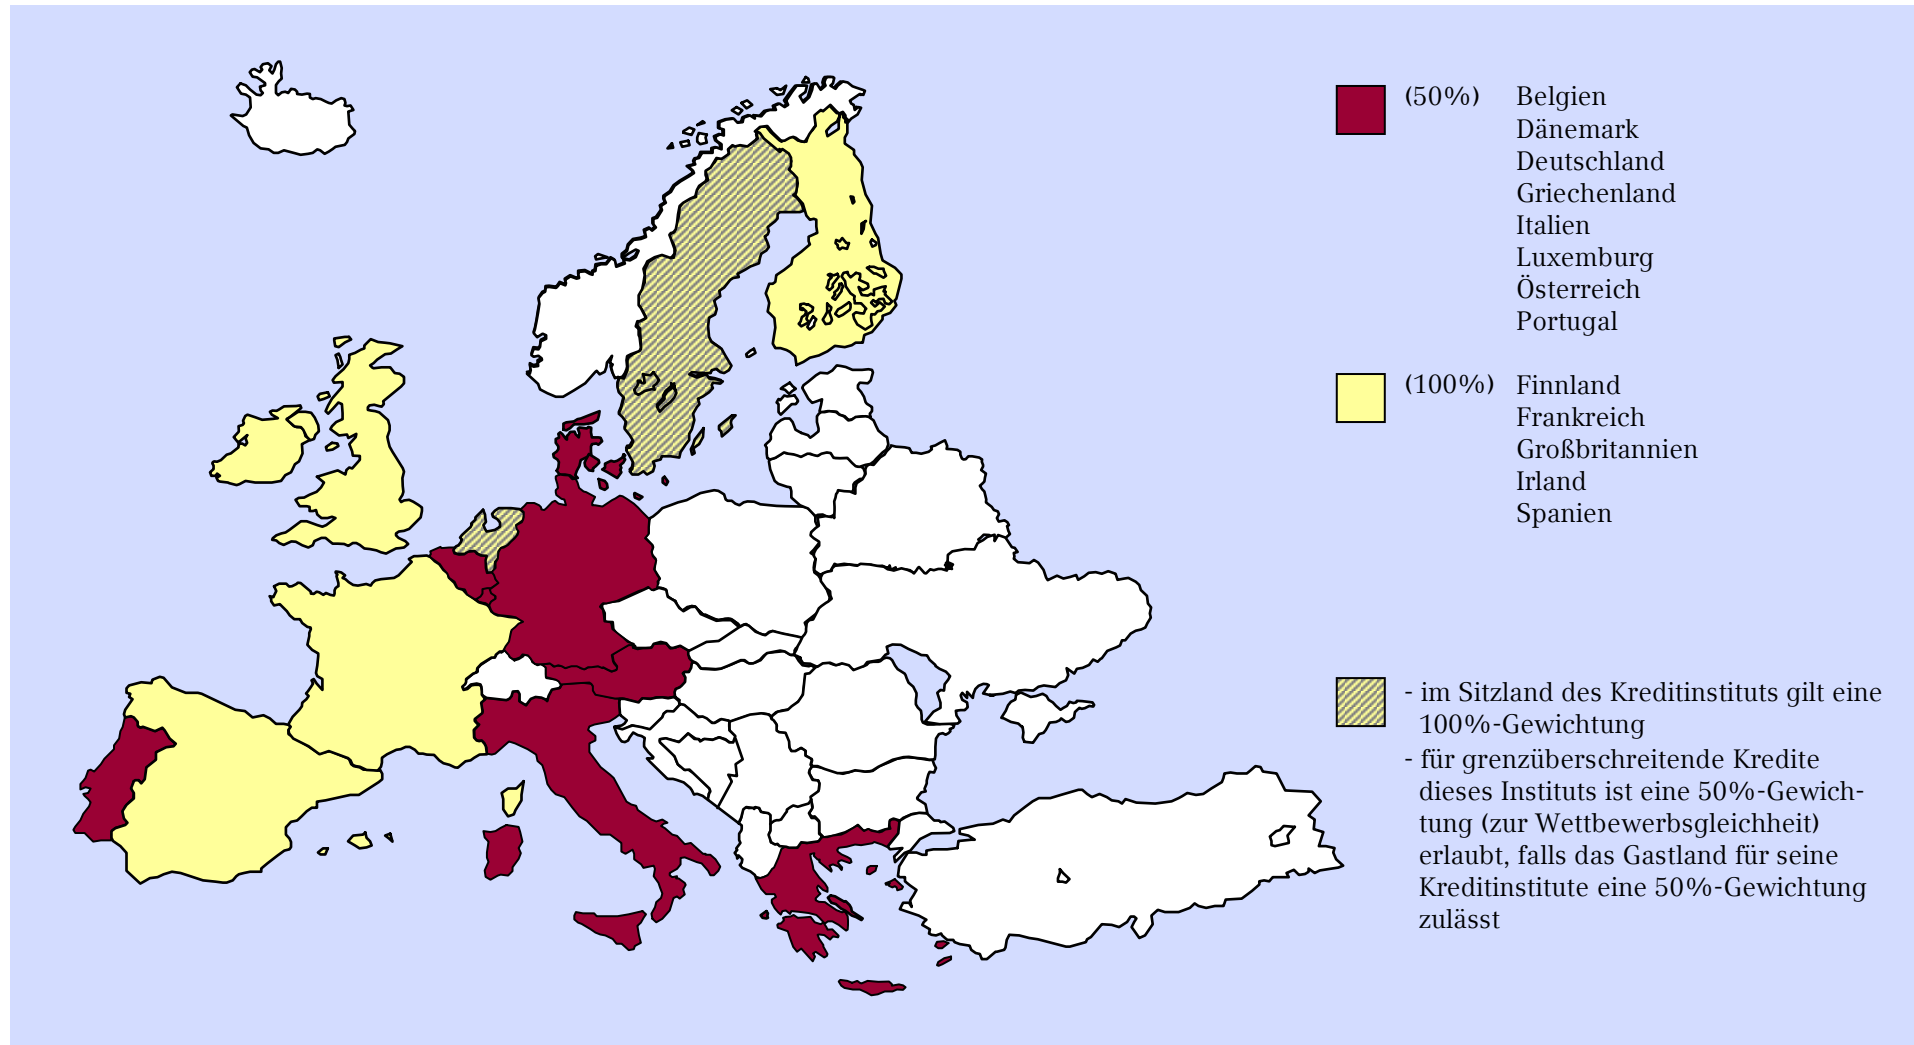 (50%) Belgien
Dänemark
Deutschland
Griechenland
Italien
Luxemburg
Österreich
Portugal
(100%) Finnland
Frankreich
Großbritannien
Irland
Spanien
- im Sitzland des Kreditinstituts gilt eine
100%-Gewichtung
- für grenzüberschreitende Kredite
dieses Instituts ist eine 50%-Gewich-
tung (zur Wettbewerbsgleichheit)
erlaubt, falls das Gastland für seine
Kreditinstitute eine 50%-Gewichtung
zulässt